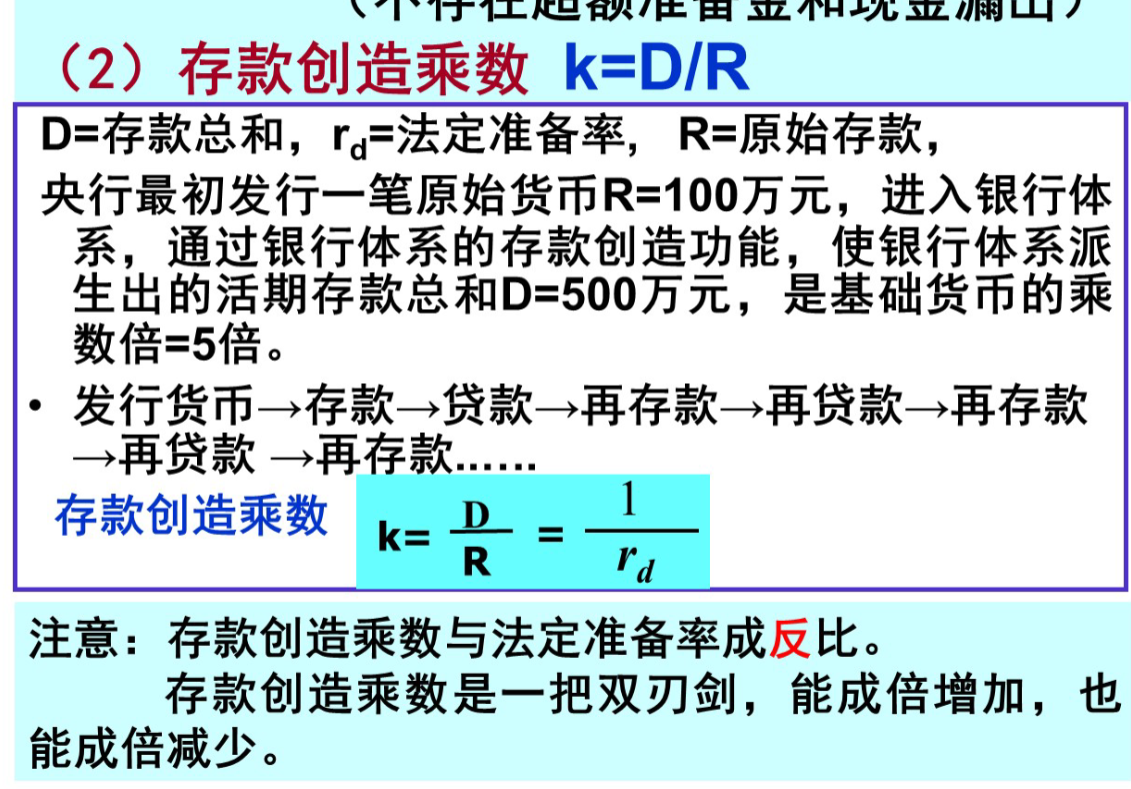 （不存在超额准备金和现金漏出）
（2）存款创造乘数 k=D/R
D=存款总和，rd=法定准备率， R=原始存款，
央行最初发行一笔原始货币R=100万元，进入银行体
系，通过银行体系的存款创造功能，使银行体系派
生出的活期存款总和D=500万元，是基础货币的乘
数倍=5倍。
• 发行货币→存款→贷款→再存款→再贷款→再存款
→再贷款 →再存款……
存款创造乘数 k= D/R = 1/rd
注意：存款创造乘数与法定准备率成反比。
存款创造乘数是一把双刃剑，能成倍增加，也
能成倍减少。